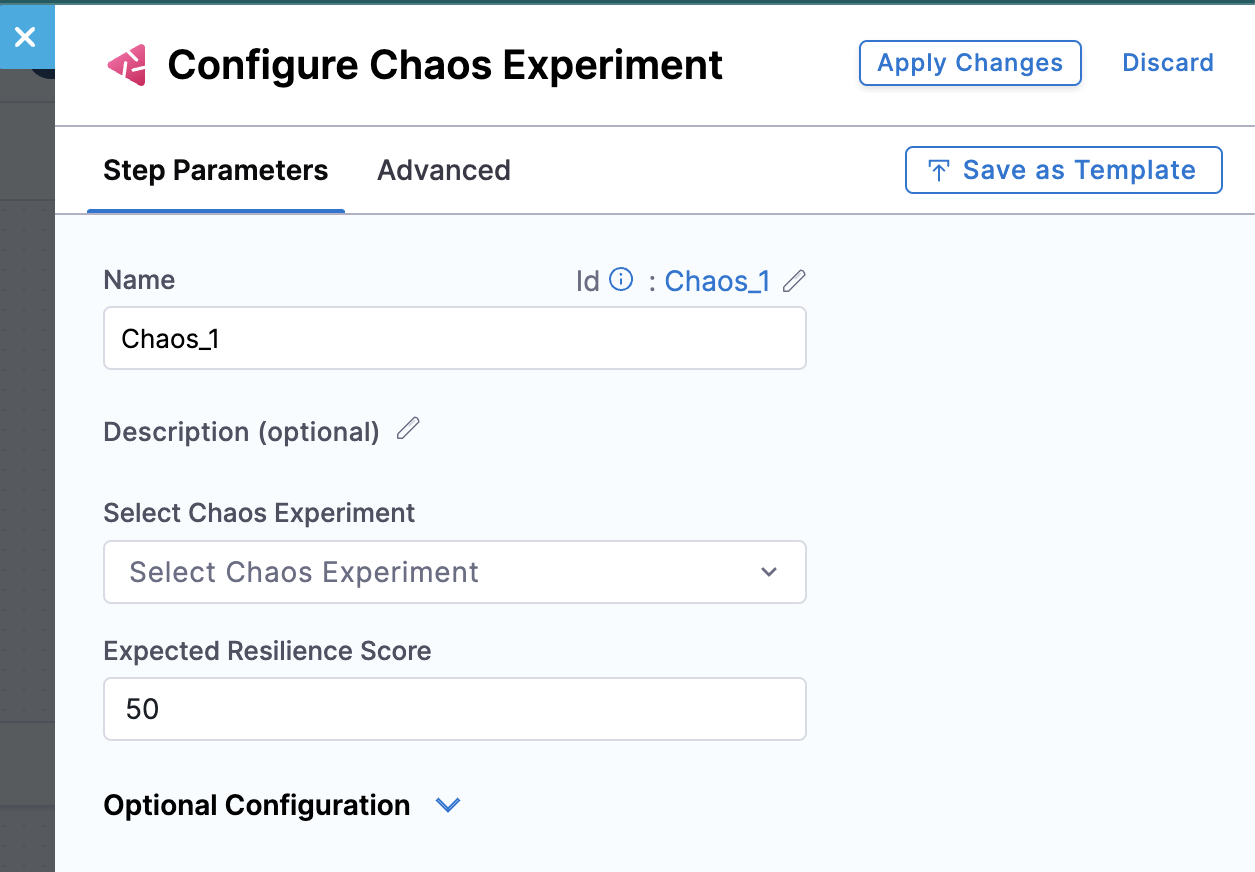 Configure Chaos Experiment
Apply Changes
Discard
Step Parameters
Advanced
Save as Template
Name
Id : Chaos_1
Chaos_1
Description (optional)
Select Chaos Experiment
Select Chaos Experiment
Expected Resilience Score
50
Optional Configuration